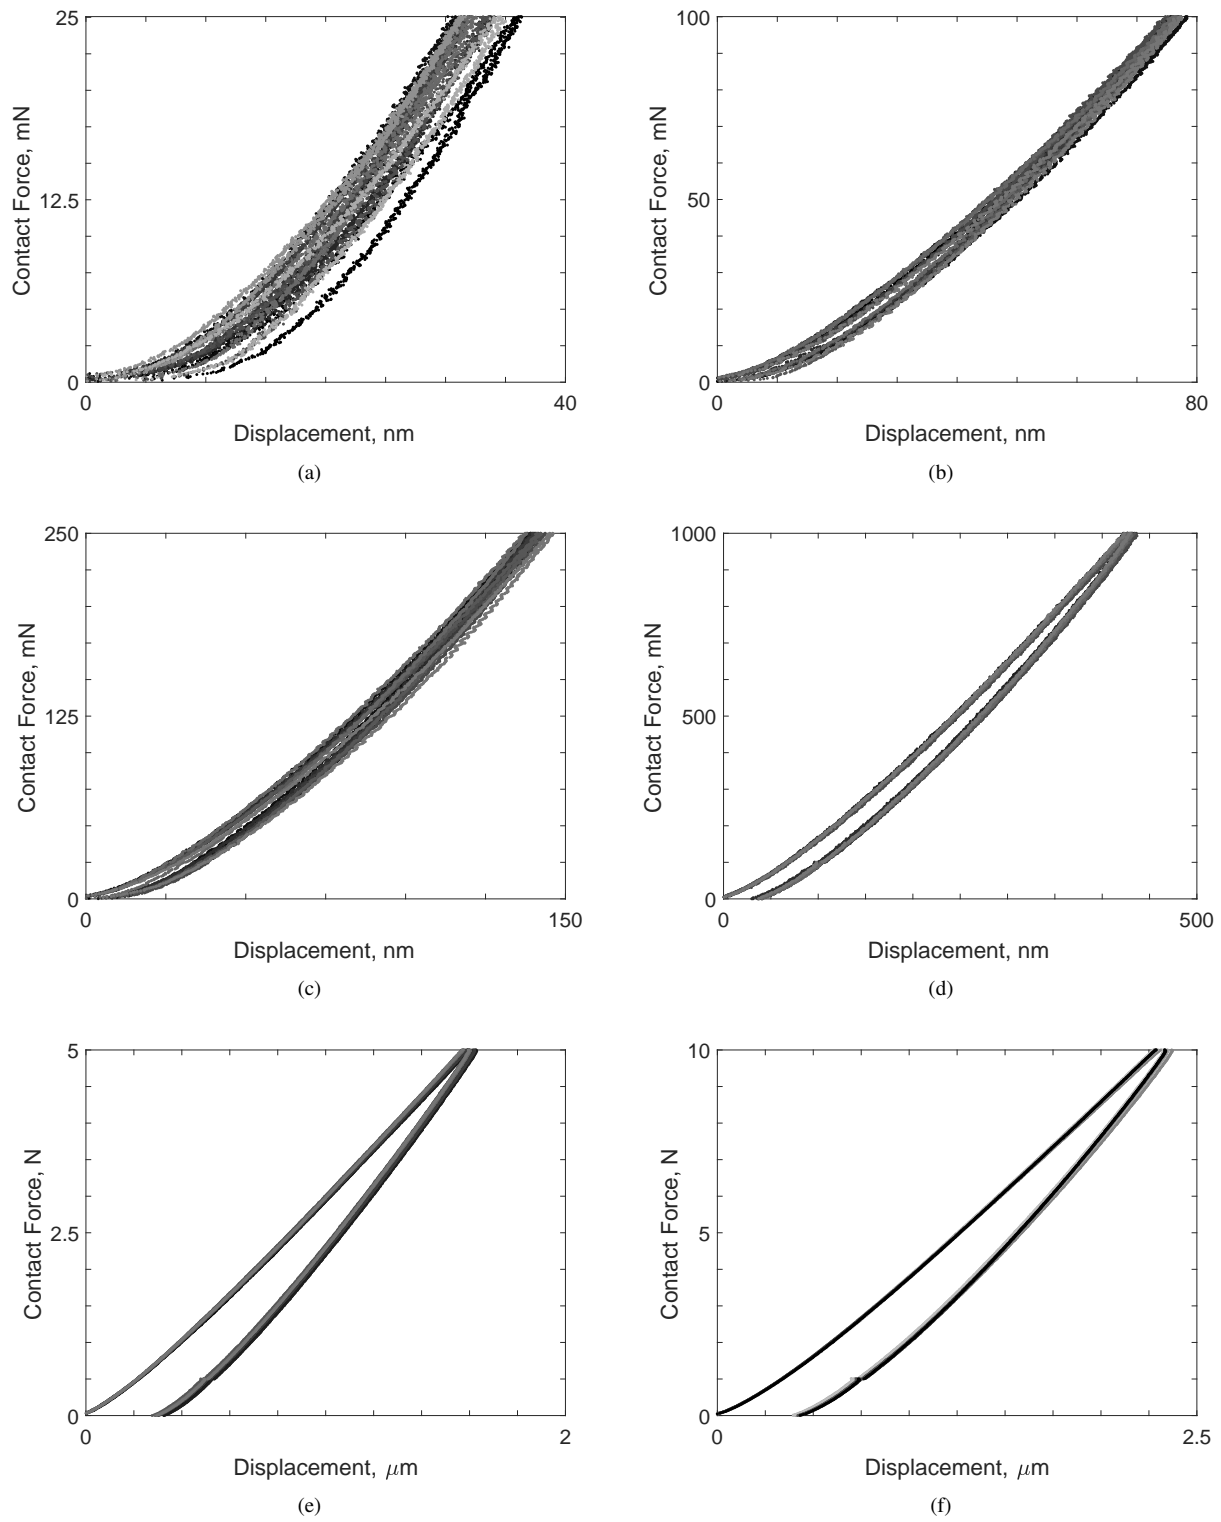 25
12.5
0
Contact Force, mN
0
40
Displacement, nm
(a)
100
50
0
Contact Force, mN
0
80
Displacement, nm
(b)
250
125
0
Contact Force, mN
0
150
Displacement, nm
(c)
1000
500
0
Contact Force, mN
0
500
Displacement, nm
(d)
5
2.5
0
Contact Force, N
0
2
Displacement, μm
(e)
10
5
0
Contact Force, N
0
2.5
Displacement, μm
(f)